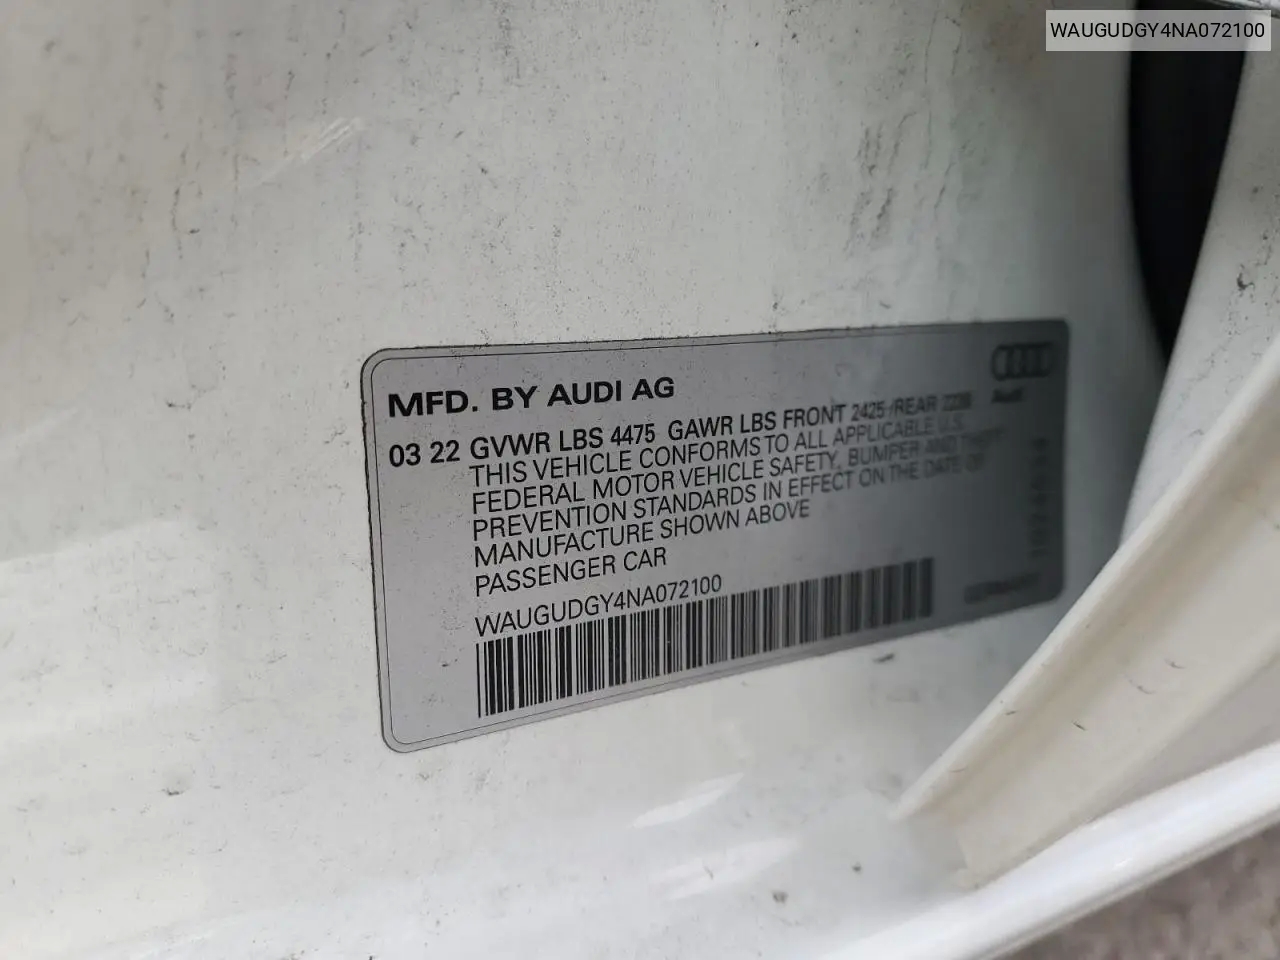 WAUGUDGY4NA072100
MFD. BY AUDI AG
03 22 GVWR LBS 4475 GAWR LBS FRONT 2425 /REAR
Audi
THIS VEHICLE CONFORMS TO ALL APPLICABLE U.S.
FEDERAL MOTOR VEHICLE SAFETY, BUMPER AND THEFT
PREVENTION STANDARDS IN EFFECT ON THE DATE OF
MANUFACTURE SHOWN ABOVE
PASSENGER CAR
WAUGUDGY4NA072100